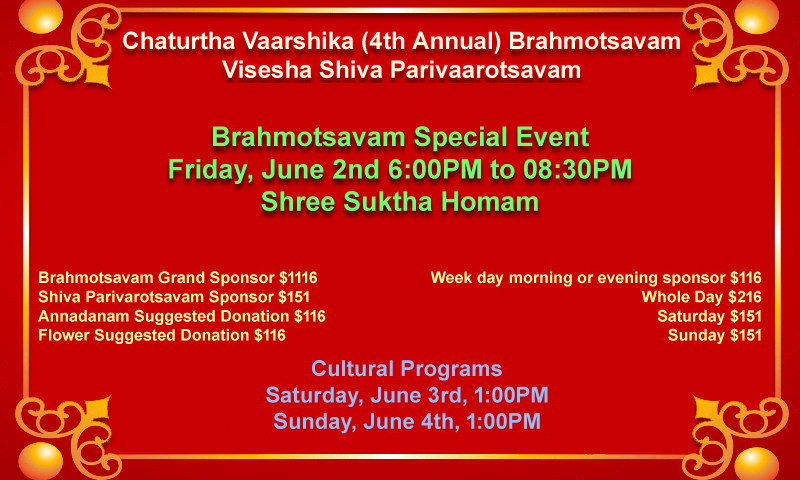 Chaturtha Vaarshika (4th Annual) Brahmotsavam
Visesha Shiva Parivaarotsavam
Brahmotsavam Special Event
Friday, June 2nd 6:00PM to 08:30PM
Shree Suktha Homam
Brahmotsavam Grand Sponsor $1116
Shiva Parivarotsavam Sponsor $151
Annadanam Suggested Donation $116
Flower Suggested Donation $116
Week day morning or evening sponsor $116
Whole Day $216
Saturday $151
Sunday $151
Cultural Programs
Saturday, June 3rd, 1:00PM
Sunday, June 4th, 1:00PM